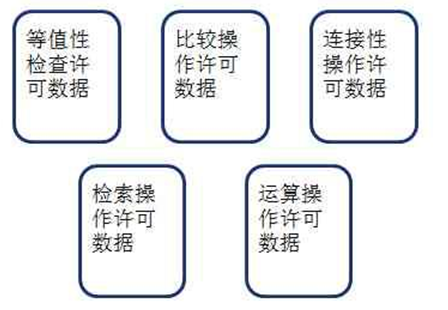 等值性
检查许
可数据
比较操
作许可
数据
连接性
操作许
可数据
检索操
作许可
数据
运算操
作许可
数据